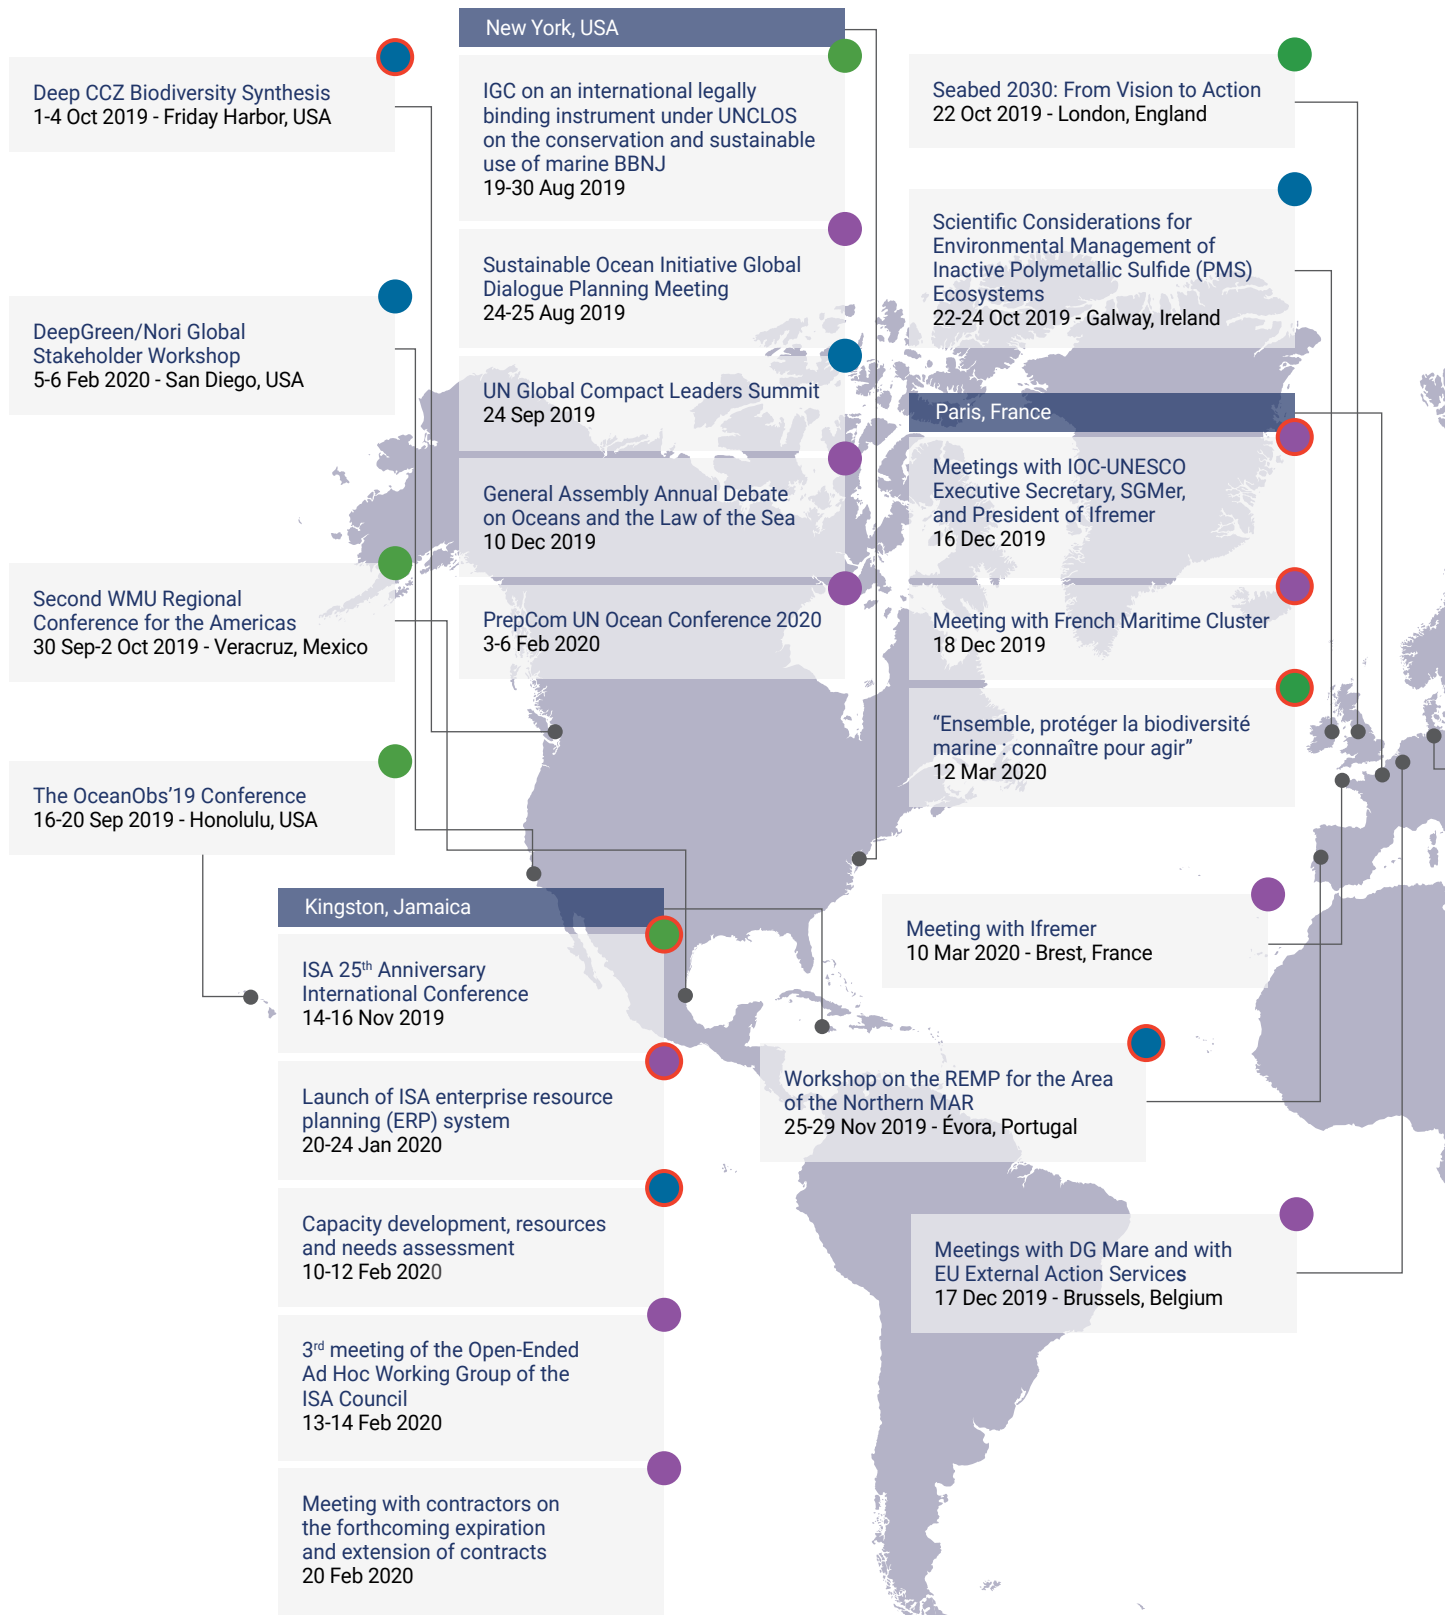 Deep CCZ Biodiversity Synthesis
1-4 Oct 2019 - Friday Harbor, USA
DeepGreen/Nori Global
Stakeholder Workshop
5-6 Feb 2020 - San Diego, USA
Second WMU Regional
Conference for the Americas
30 Sep-2 Oct 2019 - Veracruz, Mexico
The OceanObs’19 Conference
16-20 Sep 2019 - Honolulu, USA
New York, USA
IGC on an international legally
binding instrument under UNCLOS
on the conservation and sustainable
use of marine BBNJ
19-30 Aug 2019
Sustainable Ocean Initiative Global
Dialogue Planning Meeting
24-25 Aug 2019
UN Global Compact Leaders Summit
24 Sep 2019
General Assembly Annual Debate
on Oceans and the Law of the Sea
10 Dec 2019
PrepCom UN Ocean Conference 2020
3-6 Feb 2020
Seabed 2030: From Vision to Action
22 Oct 2019 - London, England
Scientific Considerations for
Environmental Management of
Inactive Polymetallic Sulfide (PMS)
Ecosystems
22-24 Oct 2019 - Galway, Ireland
Paris, France
Meetings with IOC-UNESCO
Executive Secretary, SGMer,
and President of Ifremer
16 Dec 2019
Meeting with French Maritime Cluster
18 Dec 2019
“Ensemble, protéger la biodiversité
marine : connaître pour agir”
12 Mar 2020
Kingston, Jamaica
ISA 25th Anniversary
International Conference
14-16 Nov 2019
Launch of ISA enterprise resource
planning (ERP) system
20-24 Jan 2020
Capacity development, resources
and needs assessment
10-12 Feb 2020
3rd meeting of the Open-Ended
Ad Hoc Working Group of the
ISA Council
13-14 Feb 2020
Meeting with contractors on
the forthcoming expiration
and extension of contracts
20 Feb 2020
Meeting with Ifremer
10 Mar 2020 - Brest, France
Workshop on the REMP for the Area
of the Northern MAR
25-29 Nov 2019 - Évora, Portugal
Meetings with DG Mare and with
EU External Action Services
17 Dec 2019 - Brussels, Belgium